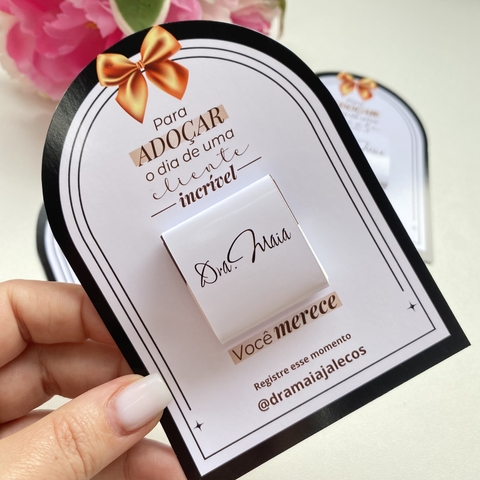 Para
ADOÇAR
o dia de uma
cliente
incrível
Dra. Maia
Você merece
Registre esse momento
@dramaiajalecos